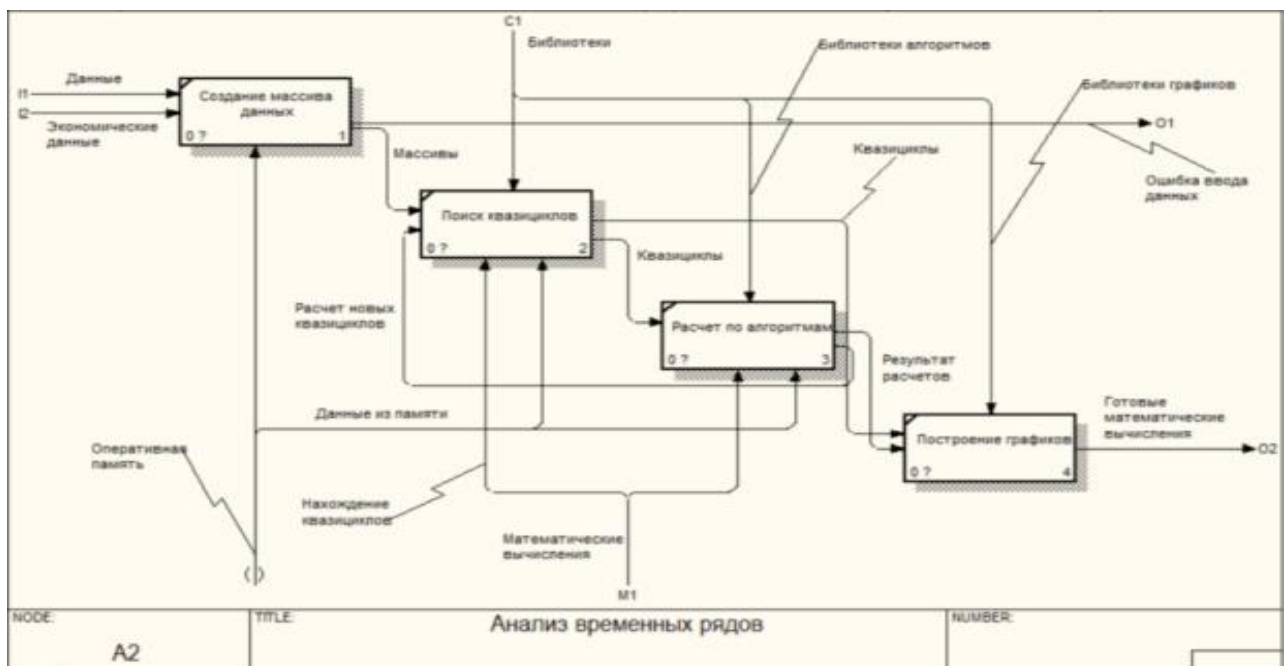 C1
Библиотеки
Библиотеки алгоритмов
Данные
I1
I2
Экономические
данные
Создание массива
данных
0 ?
1
Библиотеки графиков
O1
Массивы
Квазициклы
Ошибка ввода
данных
Поиск квазициклов
0 ?
2
Квазициклы
Расчет новых
квазициклов
Расчет по алгоритмам
0 ?
3
Результат
расчетов
Данные из памяти
Готовые
математические
вычисления
Построение графиков
0 ?
4
O2
Оперативная
память
Нахождение
квазициклов
Математические
вычисления
( )
M1
NODE:
TITLE:
Анализ временных рядов
NUMBER:
A2